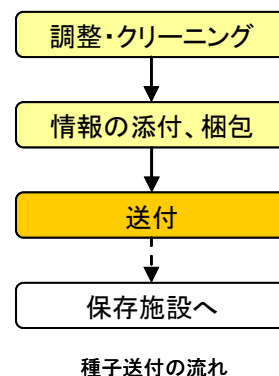 調整・クリーニング
情報の添付、梱包
送付
保存施設へ
種子送付の流れ